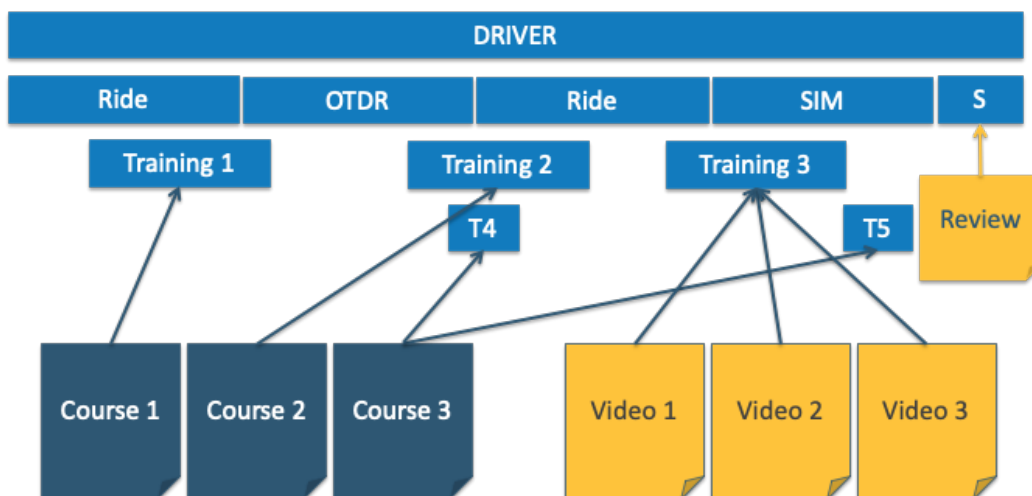 DRIVER
Ride
OTDR
Ride
SIM
S
Training 1
Training 2
Training 3
T4
T5
Review
Course 1
Course 2
Course 3
Video 1
Video 2
Video 3